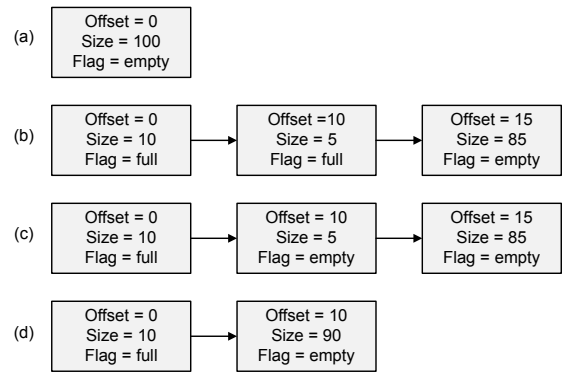 (a)
Offset = 0
Size = 100
Flag = empty
(b)
Offset = 0
Size = 10
Flag = full
Offset =10
Size = 5
Flag = full
Offset = 15
Size = 85
Flag = empty
(c)
Offset = 0
Size = 10
Flag = full
Offset = 10
Size = 5
Flag = empty
Offset = 15
Size = 85
Flag = empty
(d)
Offset = 0
Size = 10
Flag = full
Offset = 10
Size = 90
Flag = empty